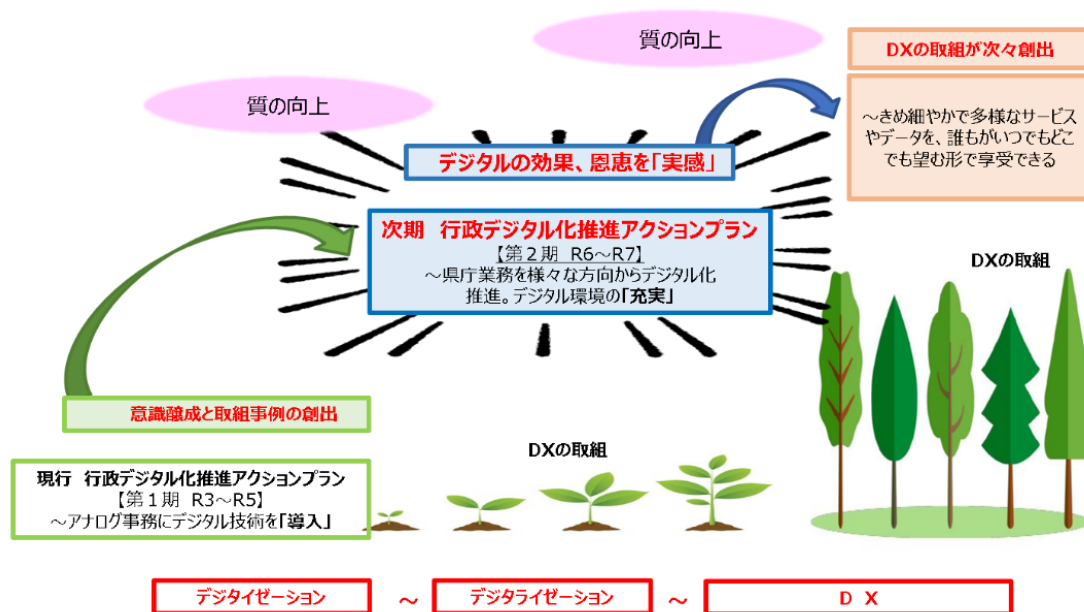 質の向上
質の向上
DXの取組が次々創出
～きめ細やかで多様なサービス
やデータを、誰もがいつでもどこ
でも望む形で享受できる
デジタルの効果、恩恵を「実感」
次期　行政デジタル化推進アクションプラン
【第２期　R6～R7】
～県庁業務を様々な方向からデジタル化
推進。デジタル環境の「充実」
DXの取組
意識醸成と取組事例の創出
DXの取組
現行　行政デジタル化推進アクションプラン
【第１期　R3～R5】
～アナログ事務にデジタル技術を「導入」
デジタイゼーション　～　デジタライゼーション　～　D X